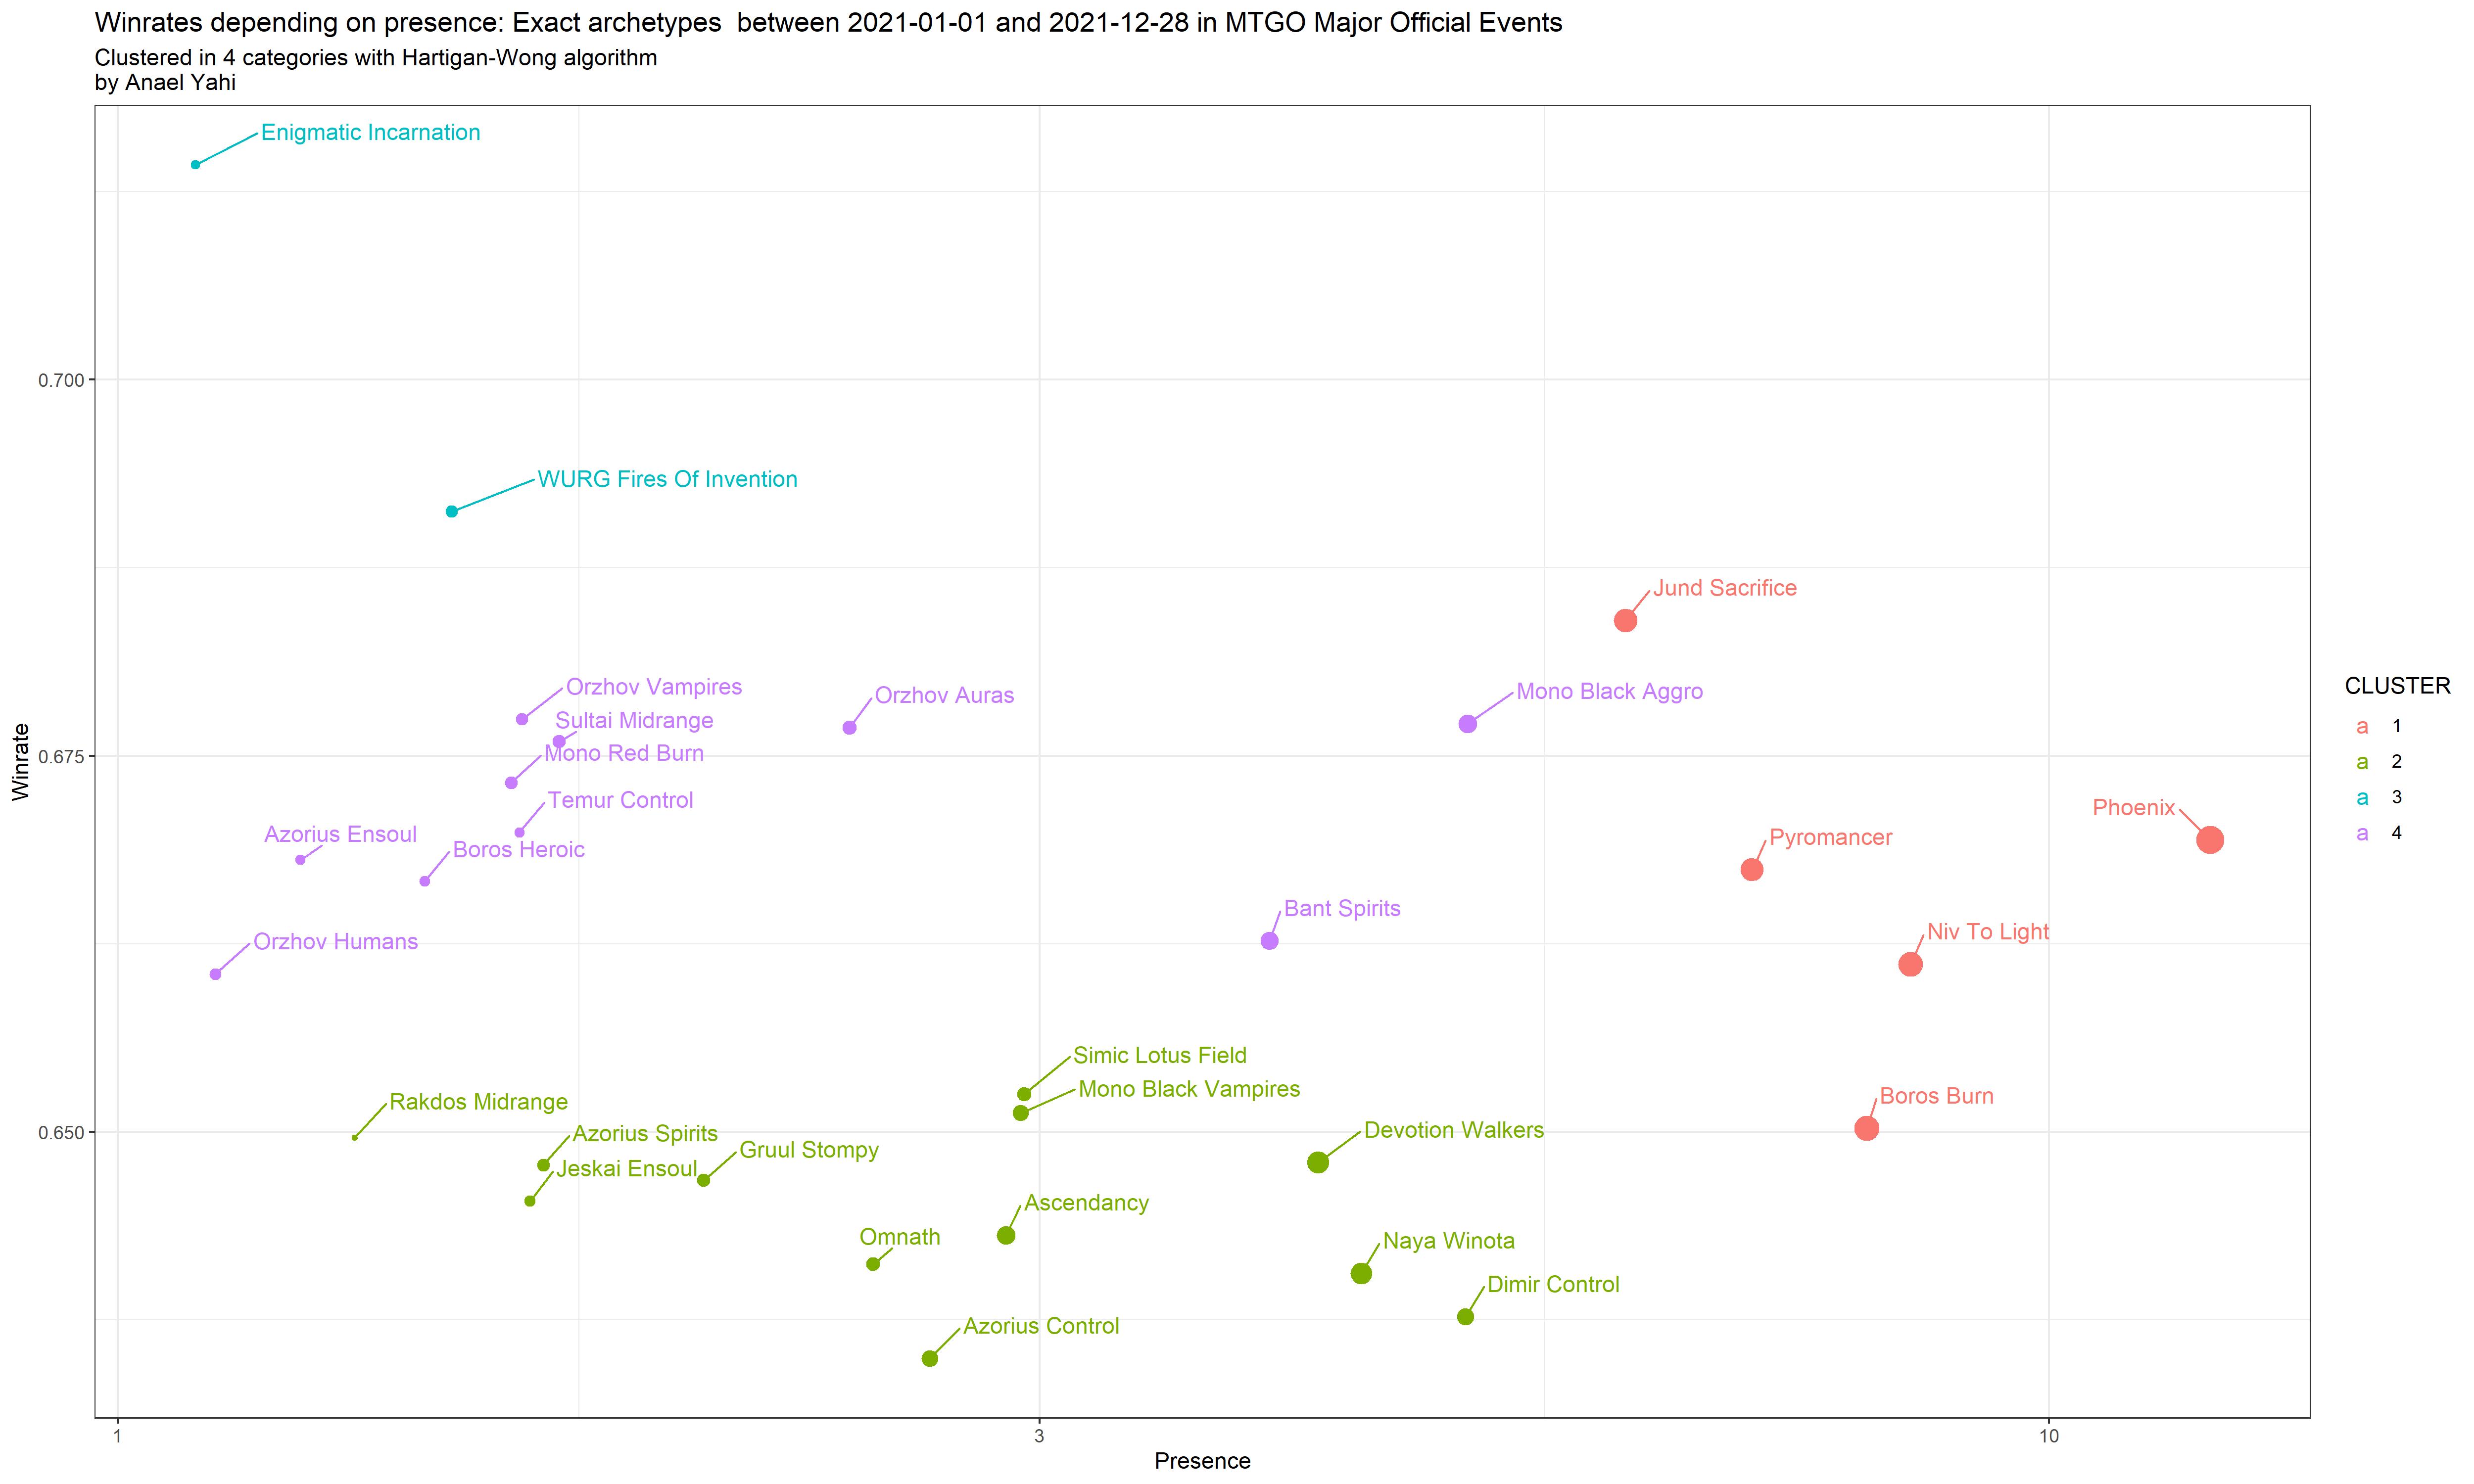 Winrates depending on presence: Exact archetypes  between 2021-01-01 and 2021-12-28 in MTGO Major Official Events
Clustered in 4 categories with Hartigan-Wong algorithm
by Anael Yahi
Enigmatic Incarnation
0.700
WURG Fires Of Invention
Jund Sacrifice
Orzhov Vampires
Orzhov Auras
Mono Black Aggro
Sultai Midrange
Mono Red Burn
0.675
Temur Control
Phoenix
Azorius Ensoul
Pyromancer
Boros Heroic
Bant Spirits
Niv To Light
Orzhov Humans
Simic Lotus Field
Mono Black Vampires
Boros Burn
Rakdos Midrange
0.650
Azorius Spirits
Devotion Walkers
Gruul Stompy
Jeskai Ensoul
Ascendancy
Omnath
Naya Winota
Dimir Control
Azorius Control
Winrate
1
3
10
Presence
CLUSTER
a 1
a 2
a 3
a 4